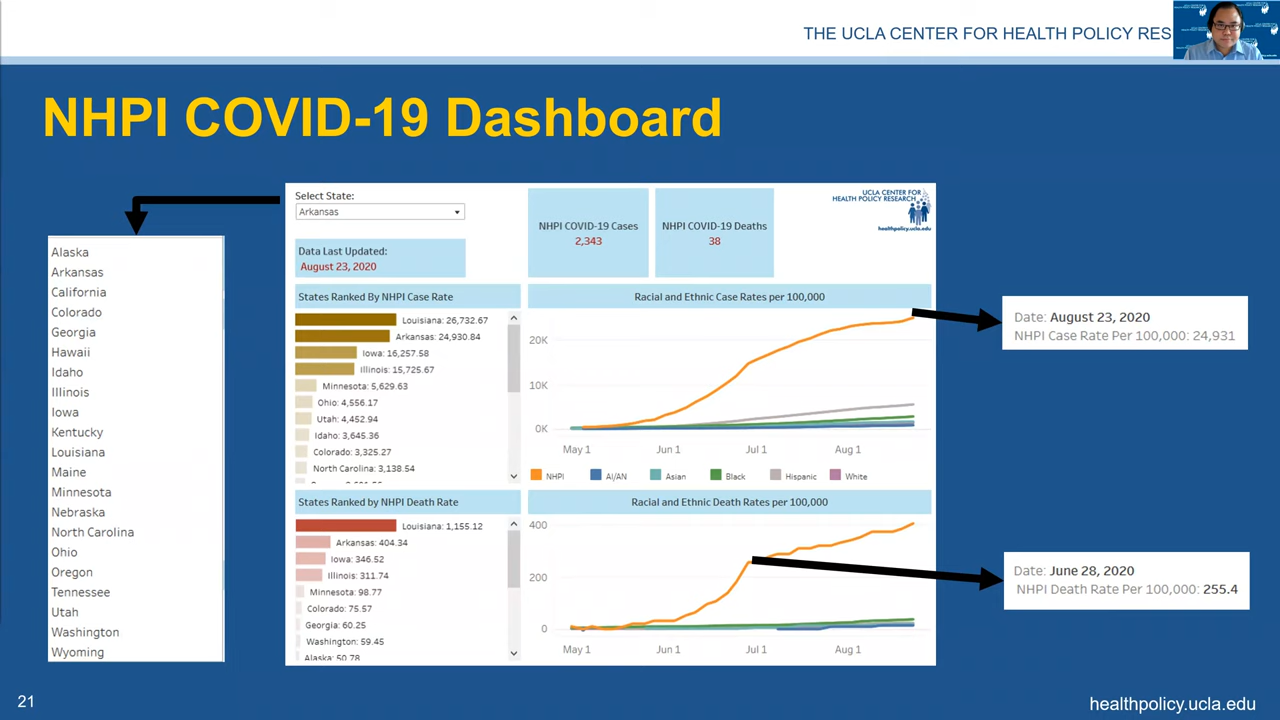 THE UCLA CENTER FOR HEALTH POLICY RES
NHPI COVID-19 Dashboard
Alaska
Arkansas
California
Colorado
Georgia
Hawaii
Idaho
Illinois
Iowa
Kentucky
Louisiana
Maine
Minnesota
Nebraska
North Carolina
Ohio
Oregon
Tennessee
Utah
Washington
Wyoming
Select State:
Arkansas
Data Last Updated:
August 23, 2020
NHPI COVID-19 Cases
2,343
NHPI COVID-19 Deaths
38
UCLA CENTER FOR
HEALTH POLICY RESEARCH
healthpolicy.ucla.edu
States Ranked By NHPI Case Rate
Louisiana: 26,732.67
Arkansas: 24,930.84
Iowa: 16,257.58
Illinois: 15,725.67
Minnesota: 5,629.63
Ohio: 4,556.17
Utah: 4,452.94
Idaho: 3,645.36
Colorado: 3,325.27
North Carolina: 3,138.54
Racial and Ethnic Case Rates per 100,000
20K
10K
0K
May 1 Jun 1 Jul 1 Aug 1
NHPI AI/AN Asian Black Hispanic White
States Ranked by NHPI Death Rate
Louisiana: 1,155.12
Arkansas: 404.34
Iowa: 346.52
Illinois: 311.74
Minnesota: 98.77
Colorado: 75.57
Georgia: 60.25
Washington: 59.45
Alaska: 50.78
Racial and Ethnic Death Rates per 100,000
400
200
0
May 1 Jun 1 Jul 1 Aug 1
Date: August 23, 2020
NHPI Case Rate Per 100,000: 24,931
Date: June 28, 2020
NHPI Death Rate Per 100,000: 255.4
21
healthpolicy.ucla.edu